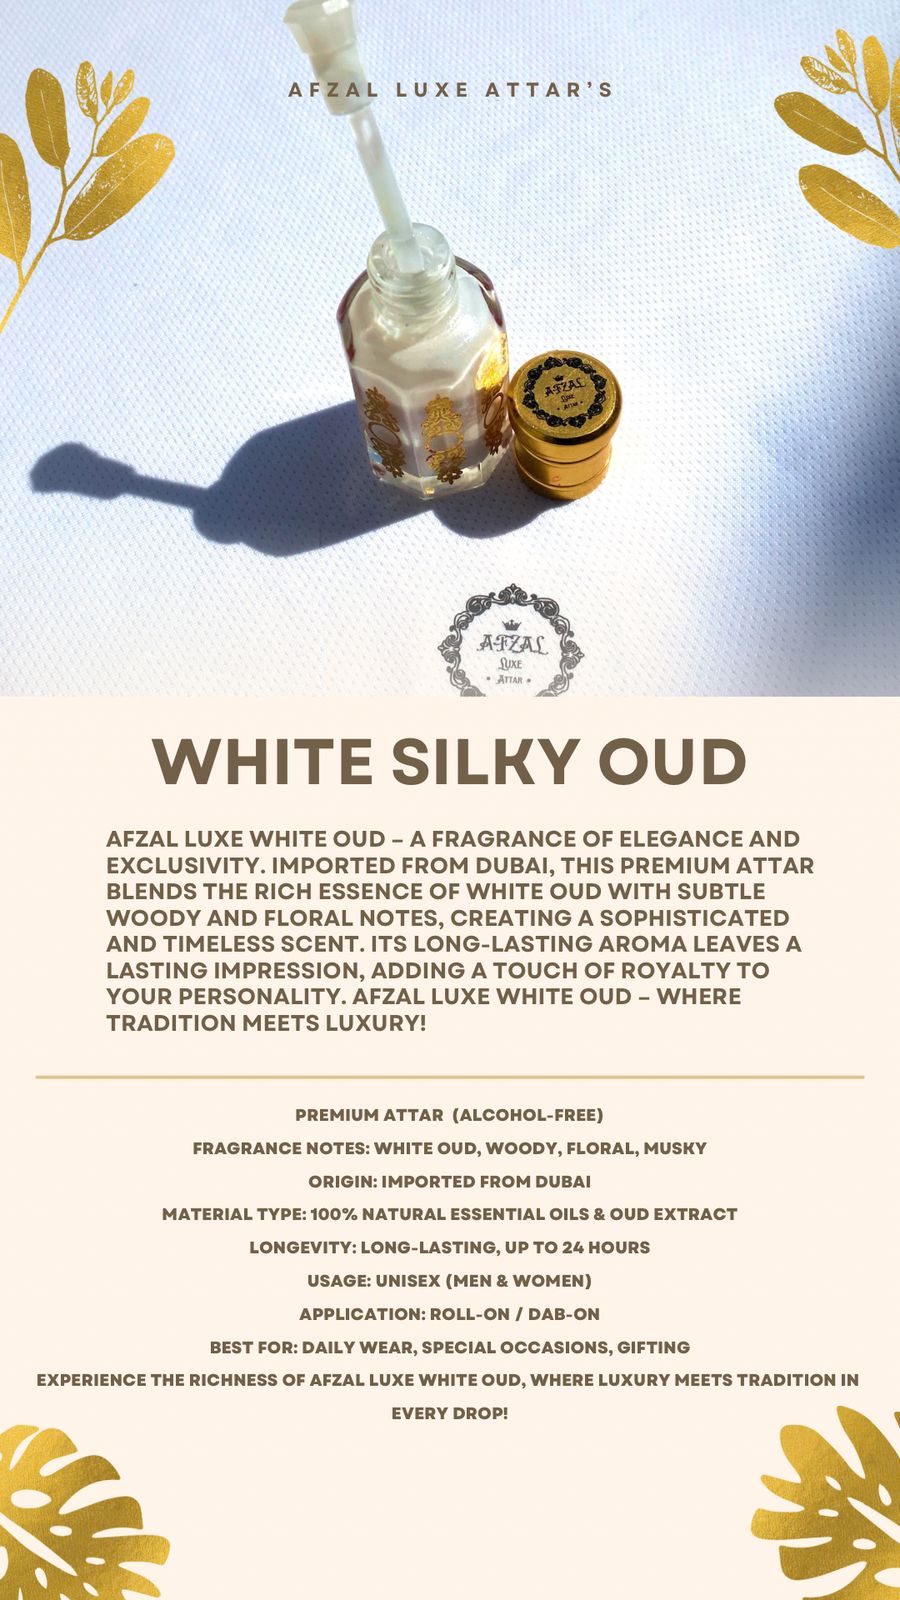 AFZAL LUXE ATTAR'S
AFZAL
Luxe
Attar
AFZAL
Luxe
• Attar •
WHITE SILKY OUD
AFZAL LUXE WHITE OUD – A FRAGRANCE OF ELEGANCE AND
EXCLUSIVITY. IMPORTED FROM DUBAI, THIS PREMIUM ATTAR
BLENDS THE RICH ESSENCE OF WHITE OUD WITH SUBTLE
WOODY AND FLORAL NOTES, CREATING A SOPHISTICATED
AND TIMELESS SCENT. ITS LONG-LASTING AROMA LEAVES A
LASTING IMPRESSION, ADDING A TOUCH OF ROYALTY TO
YOUR PERSONALITY. AFZAL LUXE WHITE OUD – WHERE
TRADITION MEETS LUXURY!
PREMIUM ATTAR (ALCOHOL-FREE)
FRAGRANCE NOTES: WHITE OUD, WOODY, FLORAL, MUSKY
ORIGIN: IMPORTED FROM DUBAI
MATERIAL TYPE: 100% NATURAL ESSENTIAL OILS & OUD EXTRACT
LONGEVITY: LONG-LASTING, UP TO 24 HOURS
USAGE: UNISEX (MEN & WOMEN)
APPLICATION: ROLL-ON / DAB-ON
BEST FOR: DAILY WEAR, SPECIAL OCCASIONS, GIFTING
EXPERIENCE THE RICHNESS OF AFZAL LUXE WHITE OUD, WHERE LUXURY MEETS TRADITION IN
EVERY DROP!